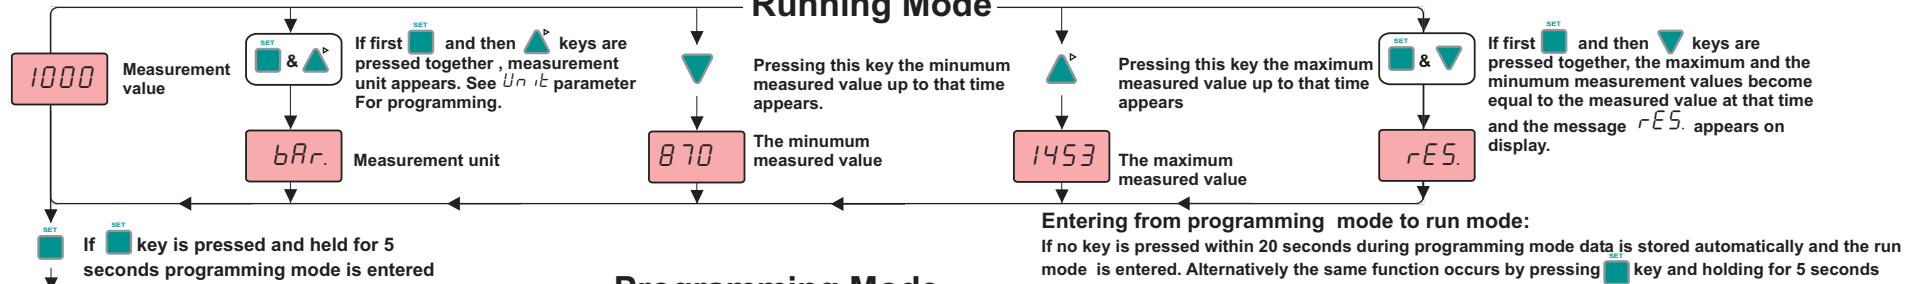 Running Mode
1000
Measurement
value
SET
&
If first SET and then keys are
pressed together , measurement
unit appears. See Unit parameter
For programming.
bAr.
Measurement unit
Pressing this key the minumum
measured value up to that time
appears.
870
The minumum
measured value
Pressing this key the maximum
measured value up to that time
appears
1453
The maximum
measured value
SET
&
If first SET and then keys are
pressed together, the maximum and the
minumum measurement values become
equal to the measured value at that time
and the message rES. appears on
display.
rES.
SET
If SET key is pressed and held for 5
seconds programming mode is entered
Entering from programming mode to run mode:
If no key is pressed within 20 seconds during programming mode data is stored automatically and the run
mode is entered. Alternatively the same function occurs by pressing SET key and holding for 5 seconds
Programming Mode